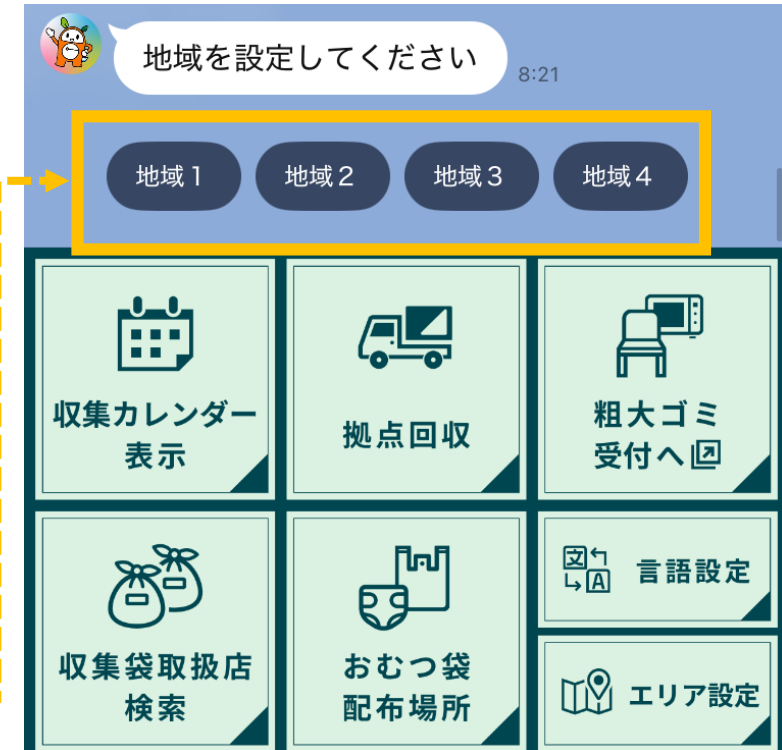 地域を設定してください
8:21
地域1 地域2 地域3 地域4
収集カレンダー
表示
拠点回収
粗大ゴミ
受付へ
収集袋取扱店
検索
おむつ袋
配布場所
文 A 言語設定
エリア設定